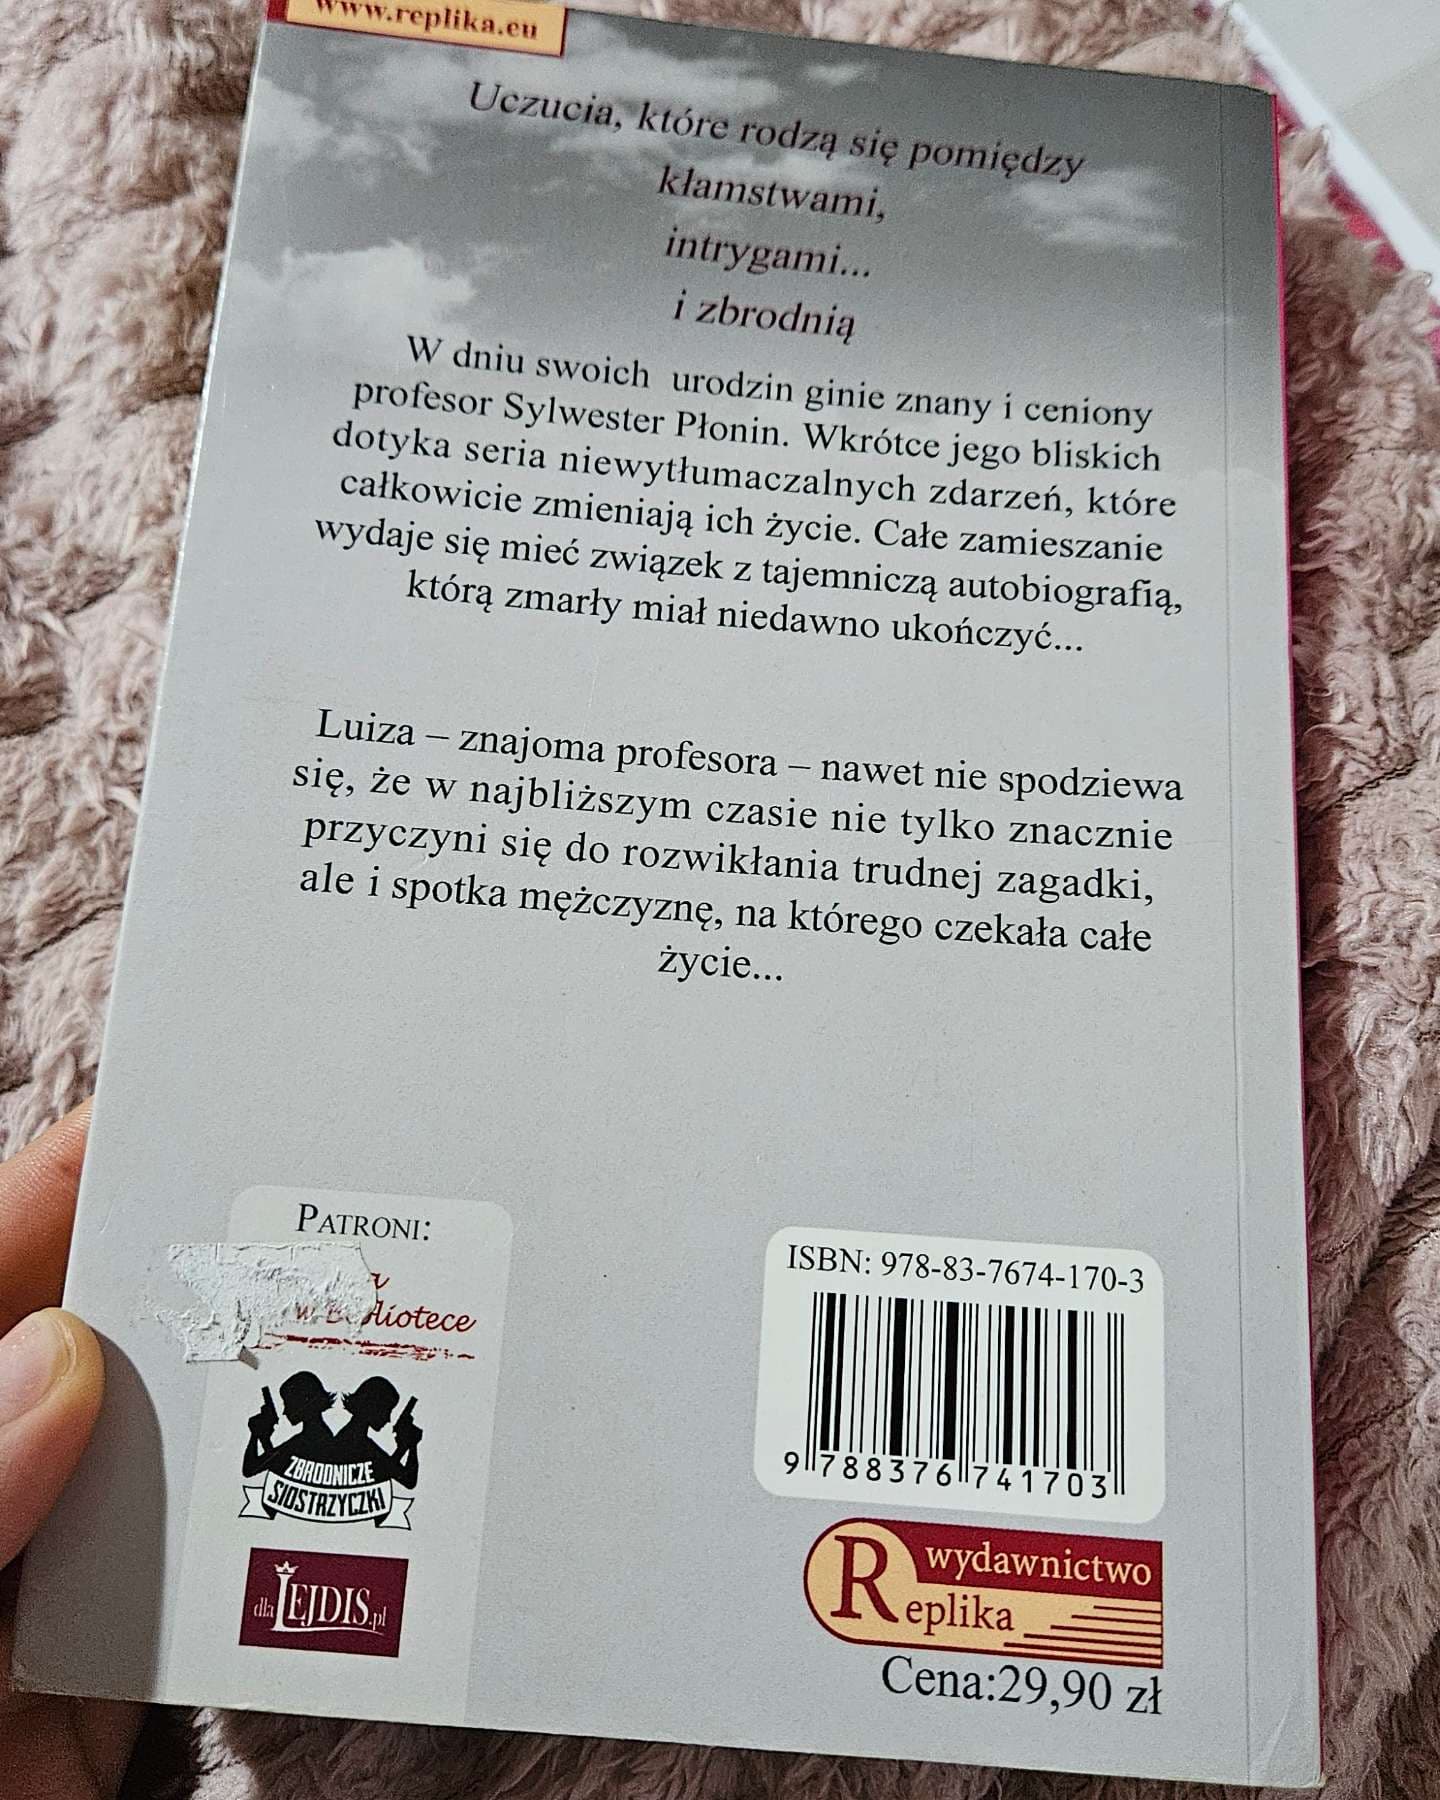 www.replika.eu
Uczucia, które rodzą się pomiędzy
kłamstwami,
intrygami...
i zbrodnią
W dniu swoich urodzin ginie znany i ceniony
profesor Sylwester Płonin. Wkrótce jego bliskich
dotyka seria niewytłumaczalnych zdarzeń, które
całkowicie zmieniają ich życie. Całe zamieszanie
wydaje się mieć związek z tajemniczą autobiografią,
którą zmarły miał niedawno ukończyć...
Luiza – znajoma profesora – nawet nie spodziewa
się, że w najbliższym czasie nie tylko znacznie
przyczyni się do rozwikłania trudnej zagadki,
ale i spotka mężczyznę, na którego czekała całe
życie...
PATRONI:
w
ZBRODNICZE
SIOSTRZYCZKI
dla LEJDIS.pl
ISBN: 978-83-7674-170-3
9 788376 741703
wydawnictwo
Replika
Cena:29,90 zł